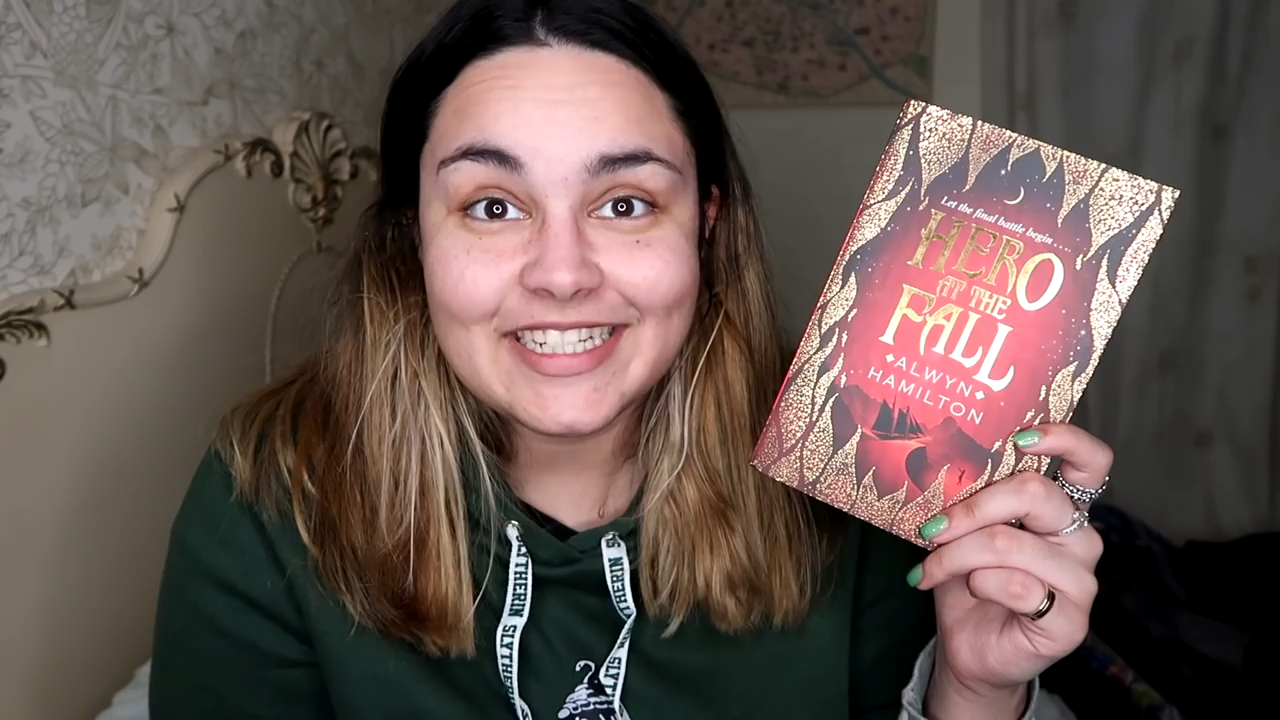 Let the final battle begin....
HERO
AT THE
FALL
ALWYN
HAMILTON
SLYTHERIN SLYTHERIN